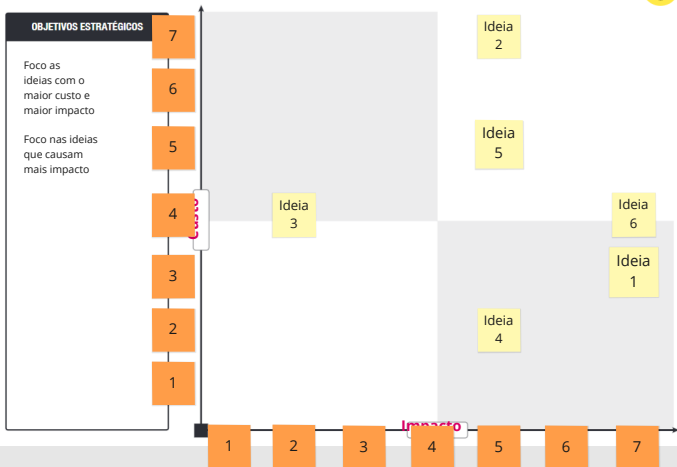 OBJETIVOS ESTRATÉGICOS
Foco as
ideias com o
maior custo e
maior impacto
Foco nas ideias
que causam
mais impacto
7
6
5
4
3
2
1
Custo
Ideia
2
Ideia
5
Ideia
3
Ideia
6
Ideia
1
Ideia
4
Impacto
1
2
3
4
5
6
7